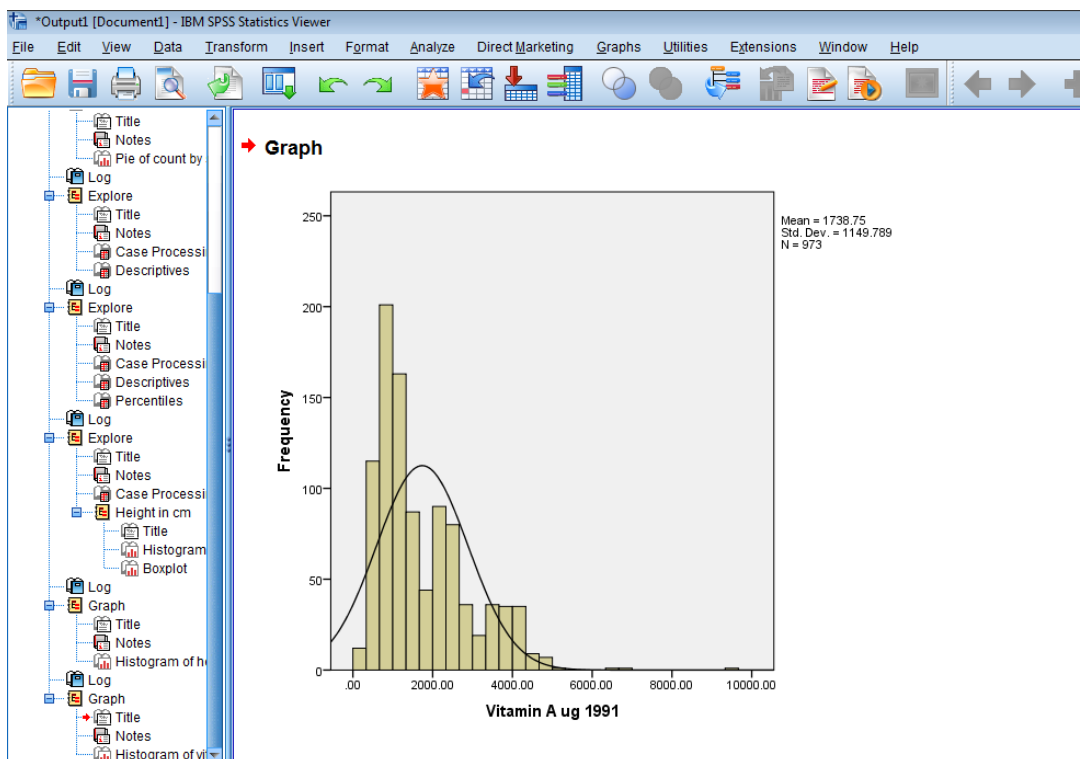 *Output1 [Document1] - IBM SPSS Statistics Viewer
File Edit View Data Transform Insert Format Analyze Direct Marketing Graphs Utilities Extensions Window Help
Title
Notes
Pie of count by
Log
Explore
Title
Notes
Case Processi
Descriptives
Log
Explore
Title
Notes
Case Processi
Descriptives
Percentiles
Log
Explore
Title
Notes
Case Processi
Height in cm
Title
Histogram
Boxplot
Log
Graph
Title
Notes
Histogram of he
Log
Graph
Title
Notes
Histogram of vi
Graph
Mean = 1738.75
Std. Dev. = 1149.789
N = 973
250
200
150
100
50
0
Frequency
.00 2000.00 4000.00 6000.00 8000.00 10000.00
Vitamin A ug 1991